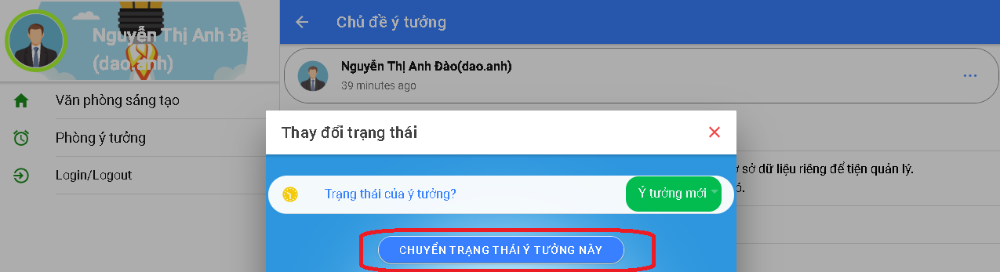 Nguyễn Thị Anh Đà
(dao.anh)
Văn phòng sáng tạo
Phòng ý tưởng
Login/Logout
Chủ đề ý tưởng
Nguyễn Thị Anh Đào(dao.anh)
39 minutes ago
Thay đổi trạng thái
sở dữ liệu riêng để tiện quản lý.
Trạng thái của ý tưởng?
Ý tưởng mới
CHUYỂN TRẠNG THÁI Ý TƯỞNG NÀY